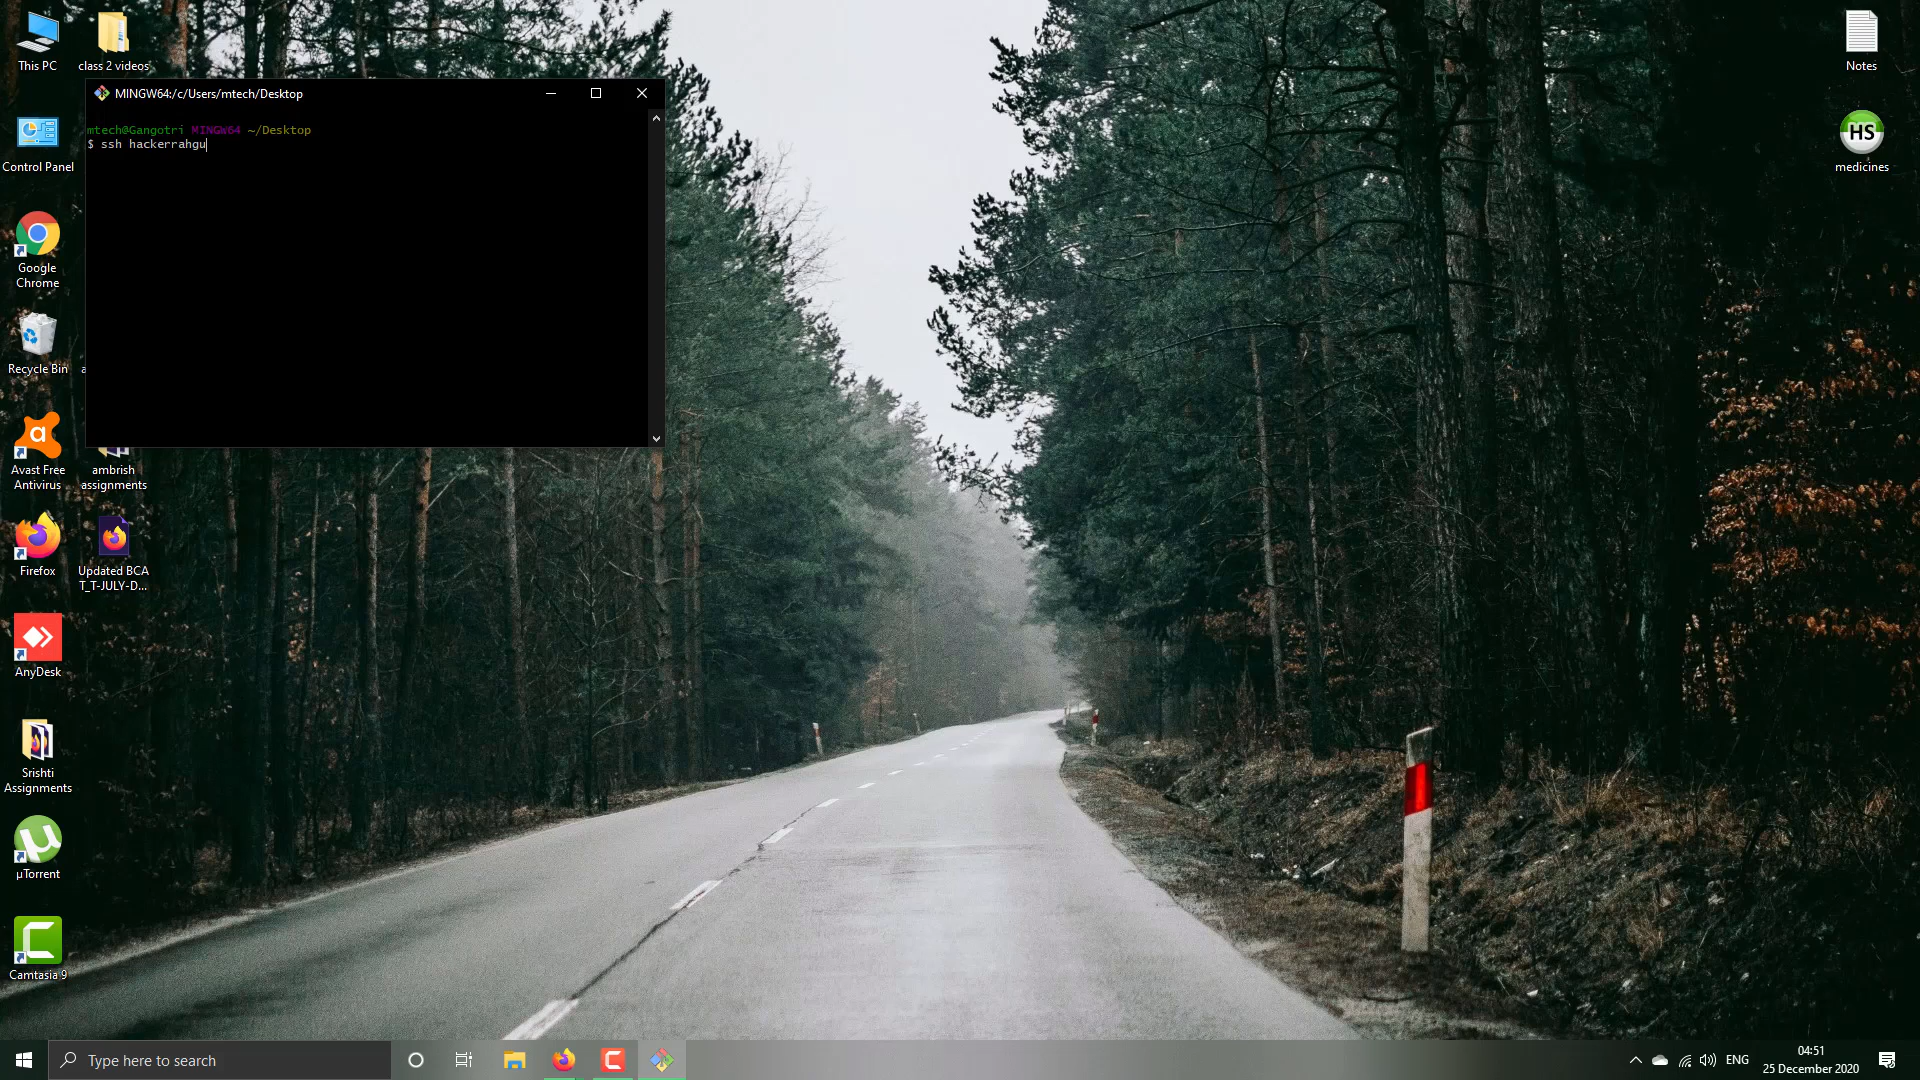 This PC
class 2 videos
Notes
MINGW64:/c/Users/mtech/Desktop
mtech@Gangotri MINGW64 ~/Desktop
$ ssh hackerrahgu
Control Panel
HS
medicines
Google
Chrome
Recycle Bin
a
Avast Free
Antivirus
ambrish
assignments
Firefox
Updated BCA
T_T-JULY-D...
AnyDesk
Srishti
Assignments
µTorrent
Camtasia 9
Type here to search
ENG
04:51
25 December 2020